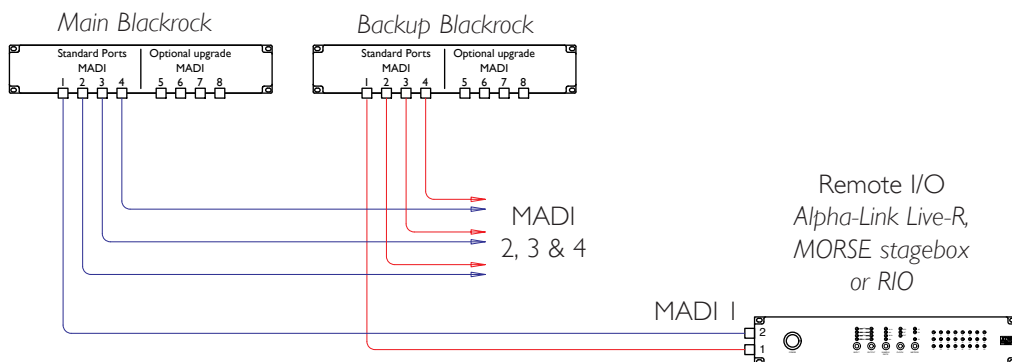 Main Blackrock
Backup Blackrock
Standard Ports
MADI
Optional upgrade
MADI
1 2 3 4
5 6 7 8
Standard Ports
MADI
Optional upgrade
MADI
1 2 3 4
5 6 7 8
MADI
2, 3 & 4
Remote I/O
Alpha-Link Live-R,
MORSE stagebox
or RIO
MADI 1
2
1